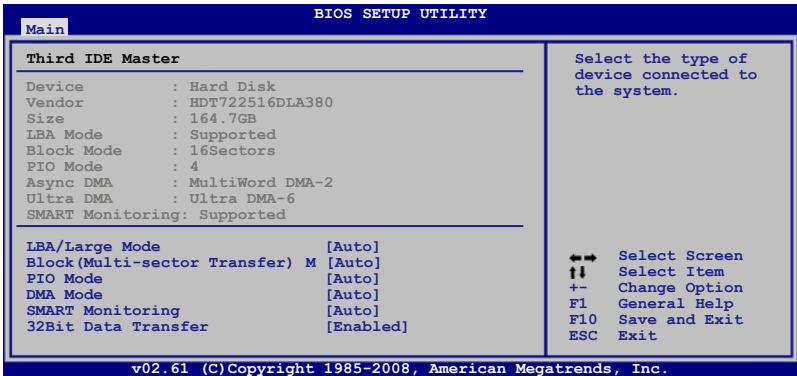 BIOS SETUP UTILITY
Main
Third IDE Master
Device : Hard Disk
Vendor : HDT722516DLA380
Size : 164.7GB
LBA Mode : Supported
Block Mode : 16Sectors
PIO Mode : 4
Async DMA : MultiWord DMA-2
Ultra DMA : Ultra DMA-6
SMART Monitoring: Supported
LBA/Large Mode [Auto]
Block(Multi-sector Transfer) M [Auto]
PIO Mode [Auto]
DMA Mode [Auto]
SMART Monitoring [Auto]
32Bit Data Transfer [Enabled]
Select the type of
device connected to
the system.
←→ Select Screen
↑↓ Select Item
+- Change Option
F1 General Help
F10 Save and Exit
ESC Exit
v02.61 (C)Copyright 1985-2008, American Megatrends, Inc.